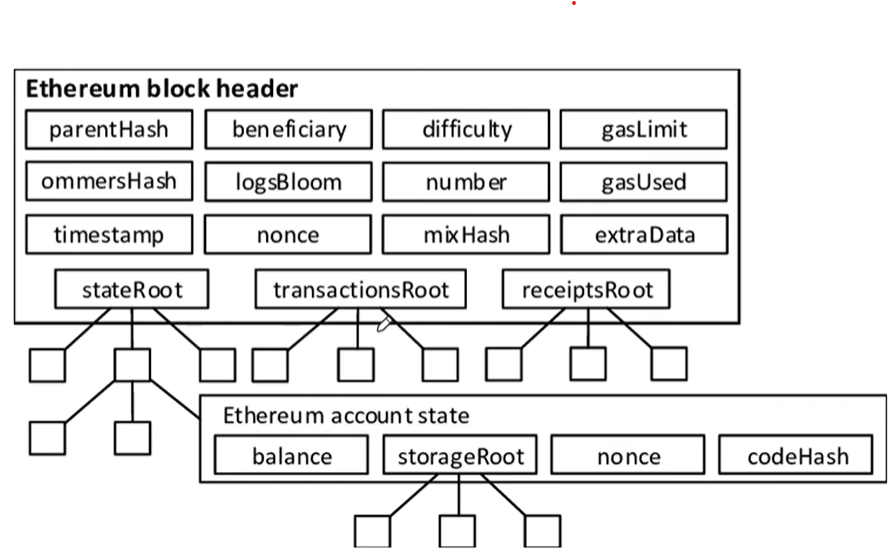 Ethereum block header
parentHash beneficiary difficulty gasLimit
ommersHash logsBloom number gasUsed
timestamp nonce mixHash extraData
stateRoot transactionsRoot receiptsRoot
Ethereum account state
balance storageRoot nonce codeHash